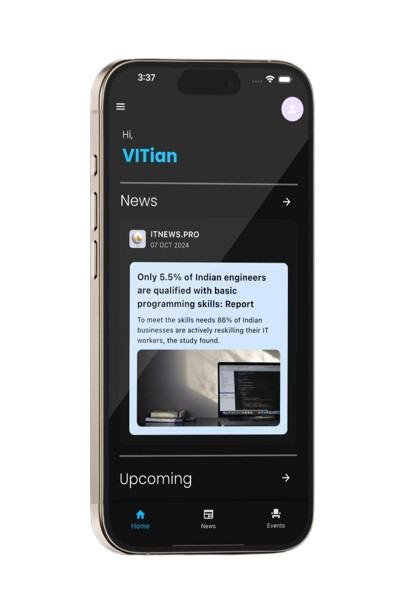 3:37
Hi,
VITian
News
ITNEWS.PRO
07 OCT 2024
Only 5.5% of Indian engineers
are qualified with basic
programming skills: Report
To meet the skills needs 86% of Indian
businesses are actively reskilling their IT
workers, the study found.
Upcoming
Home
News
Events